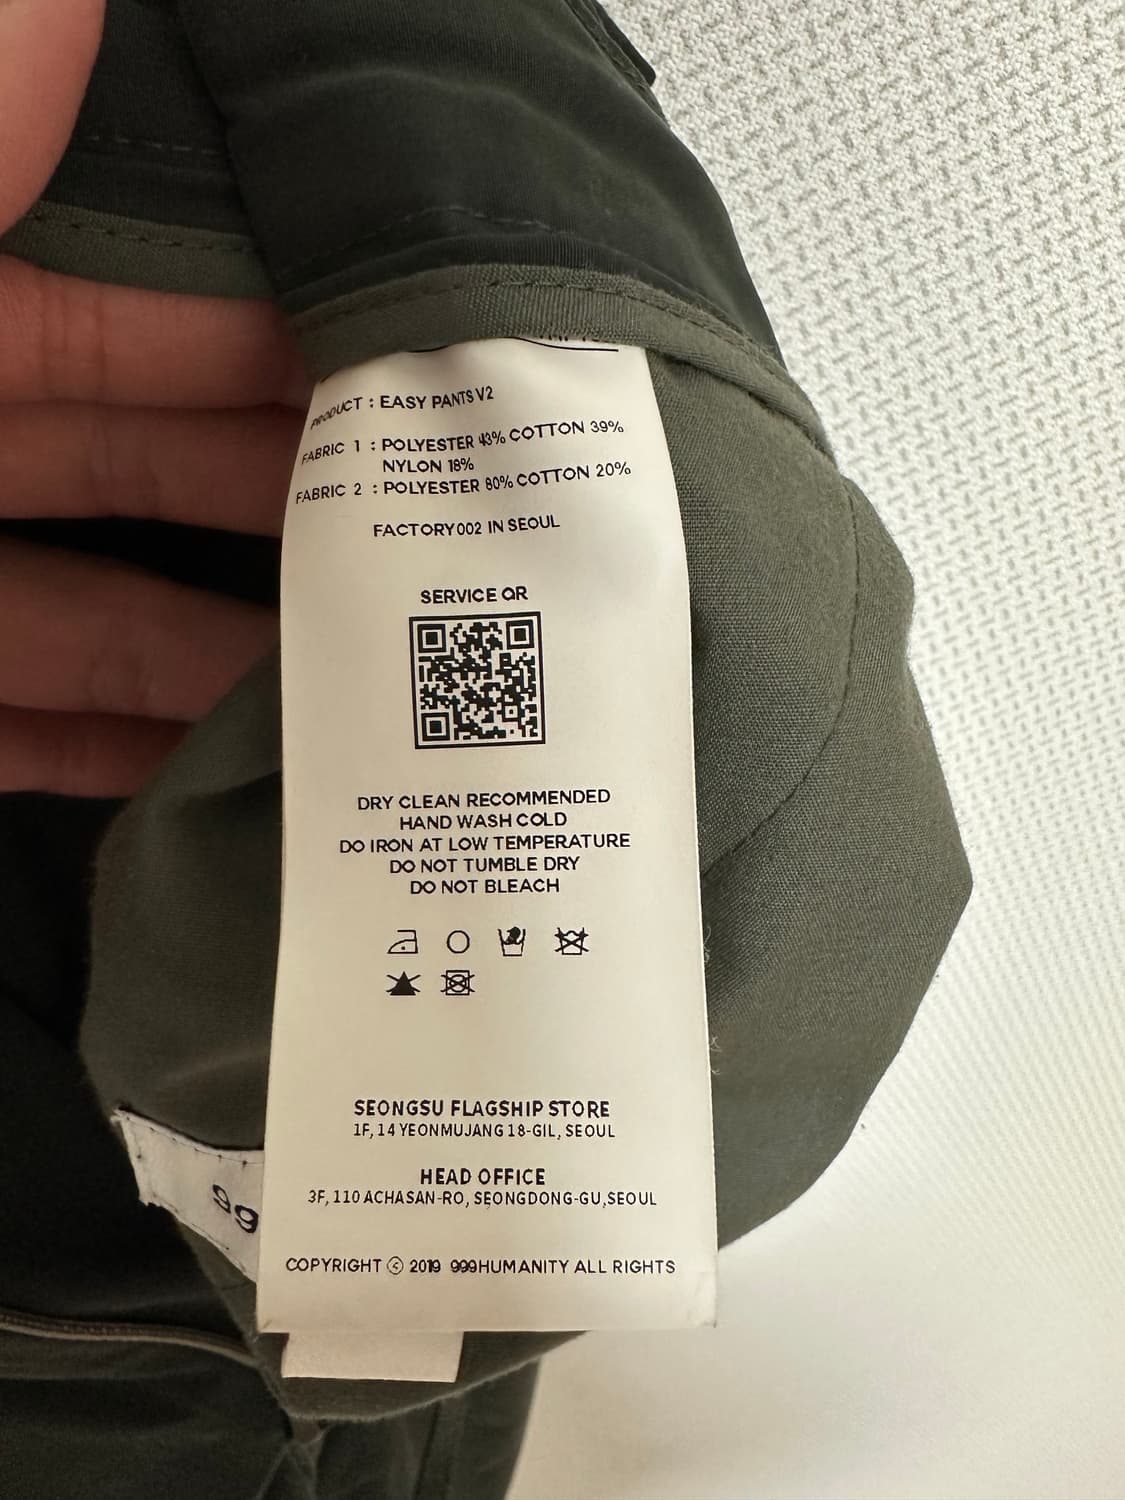 PRODUCT : EASY PANTS V2
FABRIC 1 : POLYESTER 43% COTTON 39%
NYLON 18%
FABRIC 2 : POLYESTER 80% COTTON 20%
FACTORY002 IN SEOUL
SERVICE QR
DRY CLEAN RECOMMENDED
HAND WASH COLD
DO IRON AT LOW TEMPERATURE
DO NOT TUMBLE DRY
DO NOT BLEACH
SEONGSU FLAGSHIP STORE
1F, 14 YEONMUJANG 18-GIL, SEOUL
HEAD OFFICE
3F, 110 ACHASAN-RO, SEONGDONG-GU,SEOUL
99
COPYRIGHT © 2019 999HUMANITY ALL RIGHTS